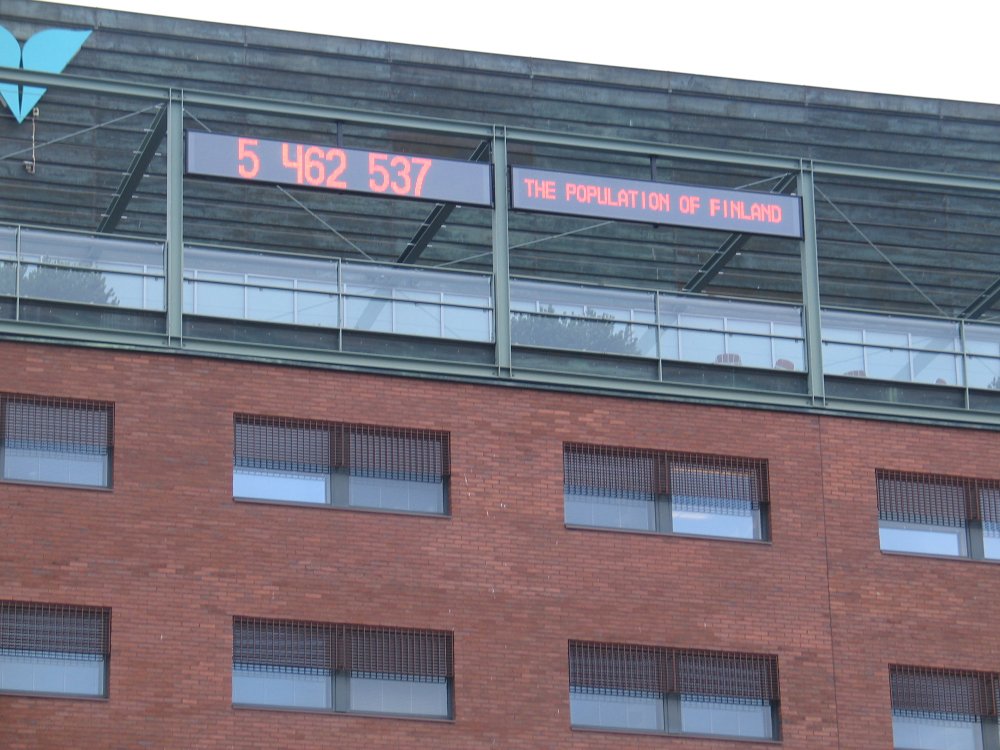 5 462 537
THE POPULATION OF FINLAND